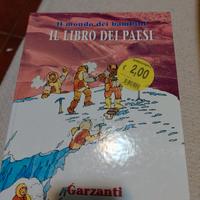 Il mondo dei bambini
IL LIBRO DEI PAESI
€ 2,00
Garzanti